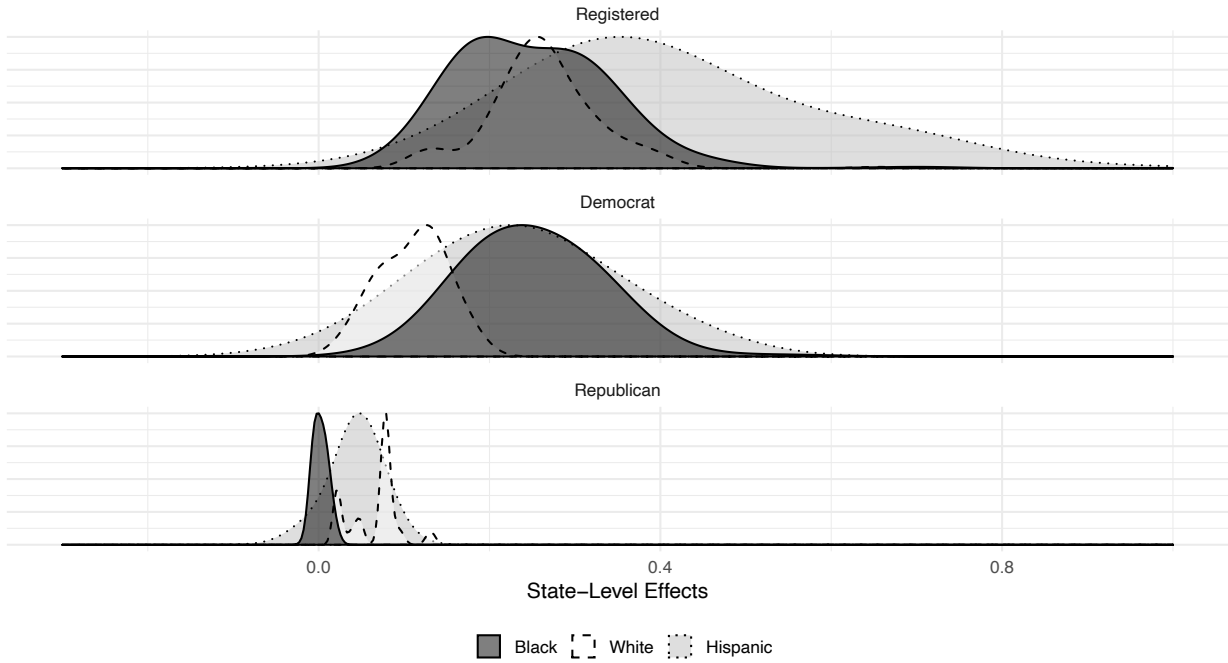 Registered
Democrat
Republican
0.0 0.4 0.8
State−Level Effects
Black White Hispanic